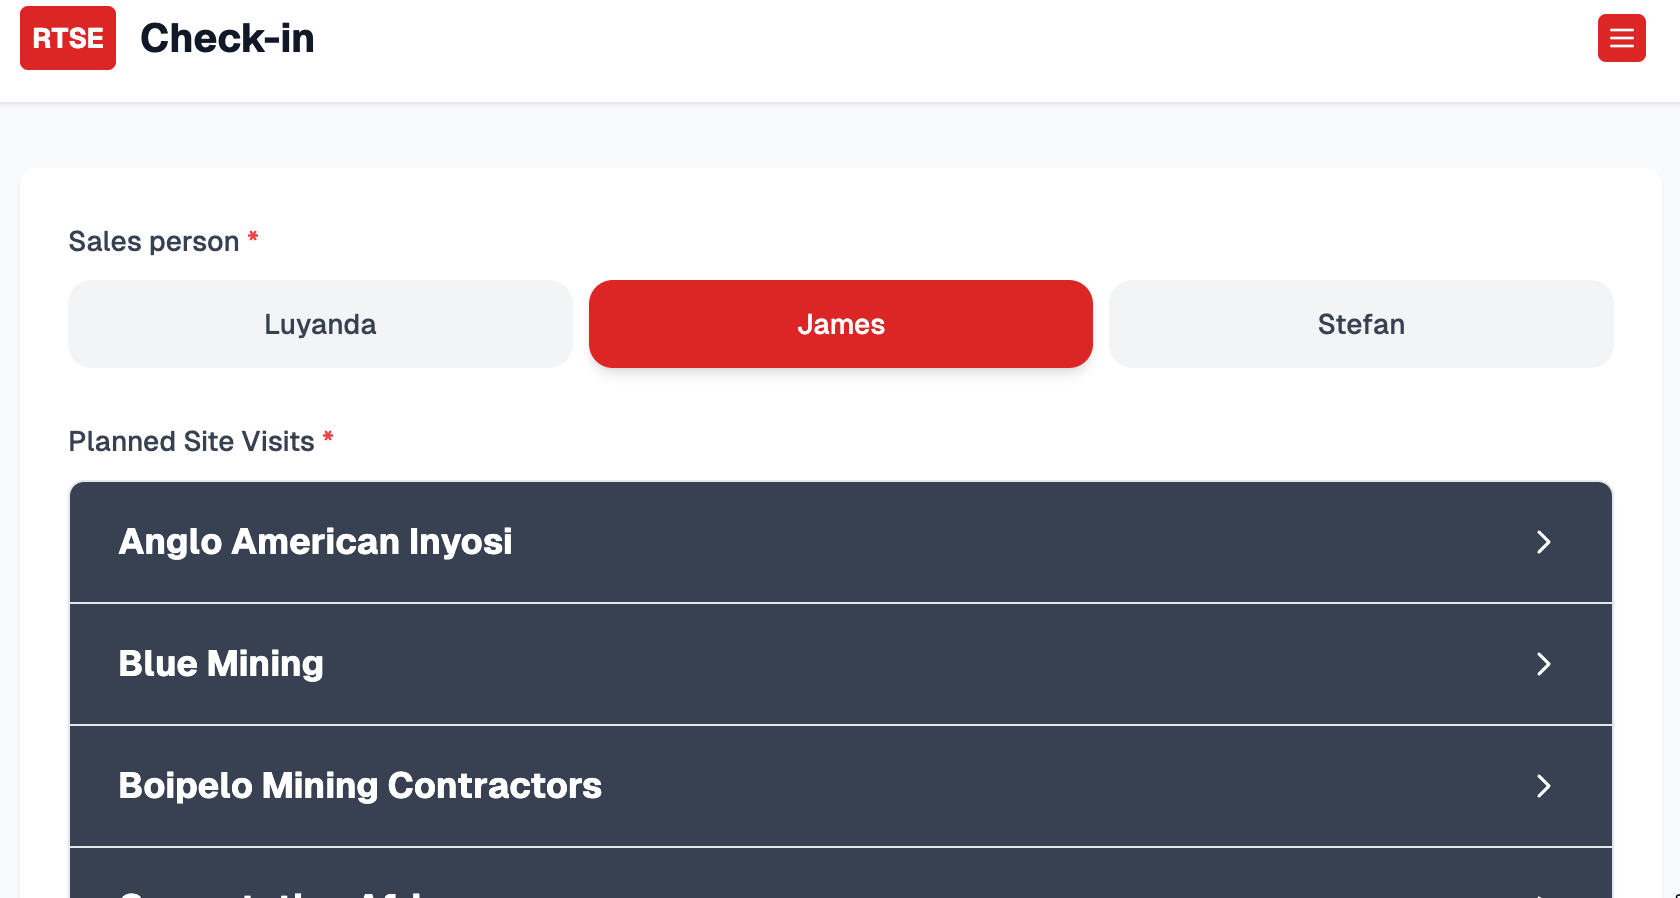 RTSE Check-in
Sales person *
Luyanda James Stefan
Planned Site Visits *
Anglo American Inyosi
Blue Mining
Boipelo Mining Contractors